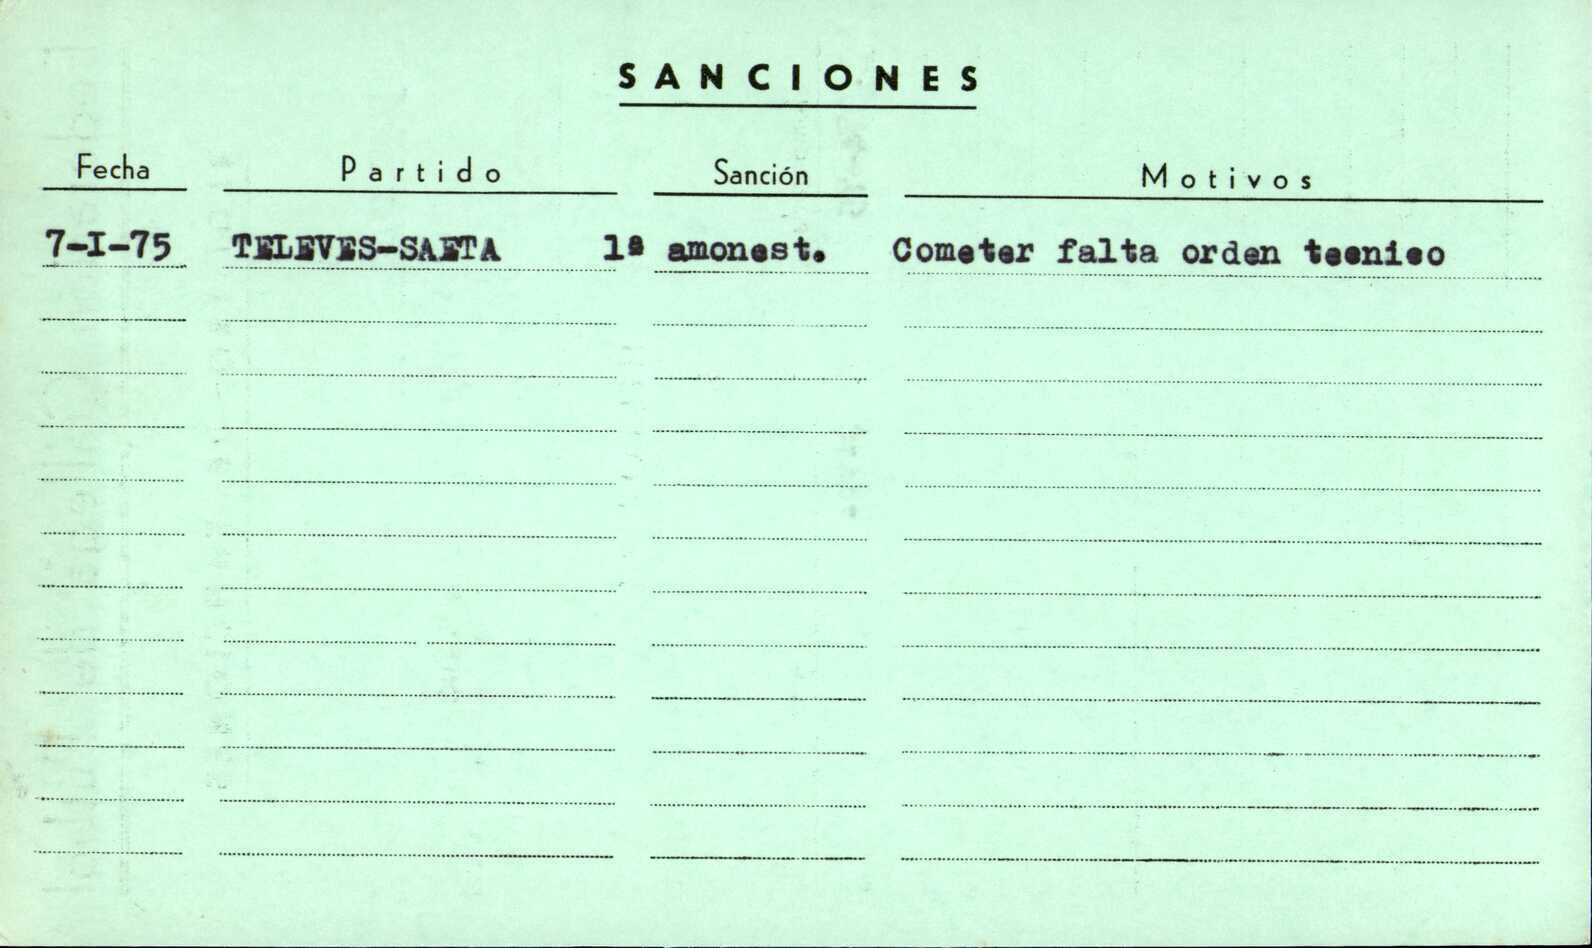 SANCIONES
Fecha Partido Sanción Motivos
7-I-75 TELEVES-SAETA 1ª amonest. Cometer falta orden tecnico